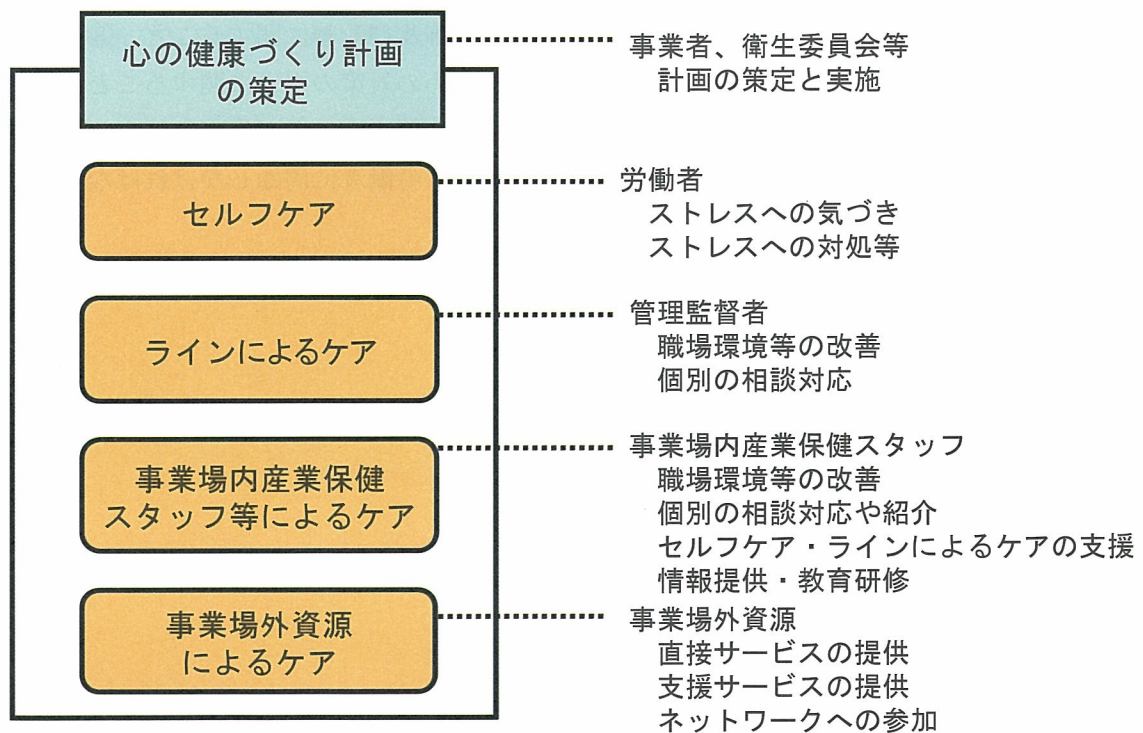 心の健康づくり計画
の策定
事業者、衛生委員会等
計画の策定と実施
セルフケア
労働者
ストレスへの気づき
ストレスへの対処等
ラインによるケア
管理監督者
職場環境等の改善
個別の相談対応
事業場内産業保健
スタッフ等によるケア
事業場内産業保健スタッフ
職場環境等の改善
個別の相談対応や紹介
セルフケア・ラインによるケアの支援
情報提供・教育研修
事業場外資源
によるケア
事業場外資源
直接サービスの提供
支援サービスの提供
ネットワークへの参加